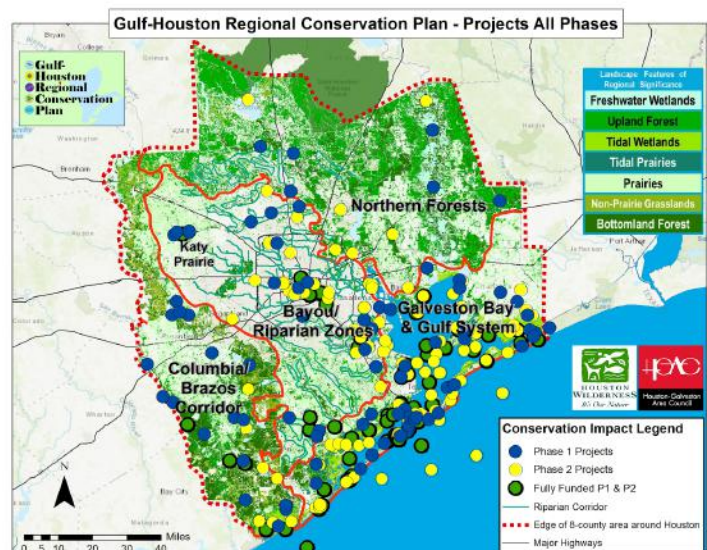 Gulf-Houston Regional Conservation Plan - Projects All Phases
Gulf-
Houston
Regional
Conservation
Plan
Landscape Features of
Regional Significance
Freshwater Wetlands
Upland Forest
Tidal Wetlands
Tidal Prairies
Prairies
Non-Prairie Grasslands
Bottomland Forest
Bryan
College
Brenham
Northern Forests
Katy
Prairie
Port Arthur
Bayou/
Riparian Zones
Galveston Bay
& Gulf System
Columbia/
Brazos
Corridor
Wharton
Bay City
HOUSTON
WILDERNESS
It's Our Nature
Houston-Galveston
Area Council
Conservation Impact Legend
Phase 1 Projects
Phase 2 Projects
Fully Funded P1 & P2
Riparian Corridor
Edge of 8-county area around Houston
Major Highways
N
Miles
0 5 10 20 30 40